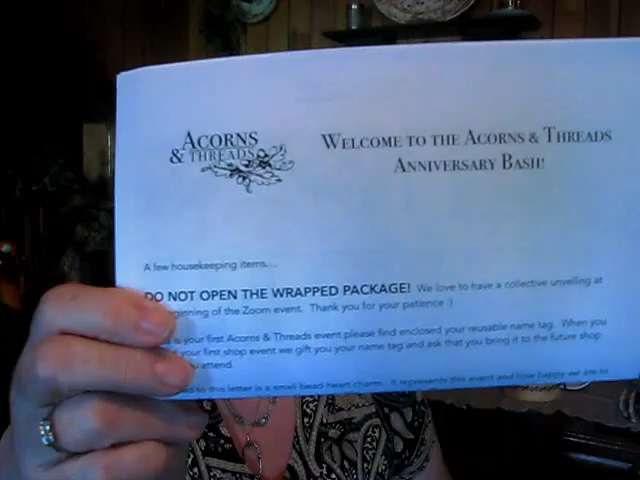 ACORNS
& THREADS
WELCOME TO THE ACORNS & THREADS
ANNIVERSARY BASH!
A few housekeeping items....
DO NOT OPEN THE WRAPPED PACKAGE! We love to have a collective unveiling at
ginning of the Zoom event. Thank you for your patience :)
is your first Acorns & Threads event please find enclosed your reusable name tag. When you
your first shop event we gift you your name tag and ask that you bring it to the future shop
attend.
to this letter is a small bead heart charm. It represents this event and how happy we are to